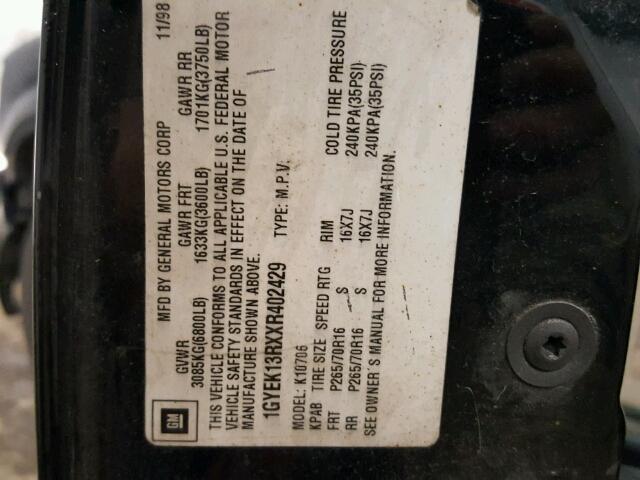 MFD BY GENERAL MOTORS CORP 11/98
GVWR GAWR FRT GAWR RR
3085KG(6800LB) 1633KG(3600LB) 1701KG(3750LB)
THIS VEHICLE CONFORMS TO ALL APPLICABLE U.S. FEDERAL MOTOR
VEHICLE SAFETY STANDARDS IN EFFECT ON THE DATE OF
MANUFACTURE SHOWN ABOVE.
1GYEK13RXXR402429 TYPE: M.P.V.
MODEL: K10706
KPAB TIRE SIZE SPEED RTG RIM COLD TIRE PRESSURE
FRT P265/70R16 S 16X7J 240KPA(35PSI)
RR P265/70R16 S 16X7J 240KPA(35PSI)
SEE OWNER'S MANUAL FOR MORE INFORMATION.
GM